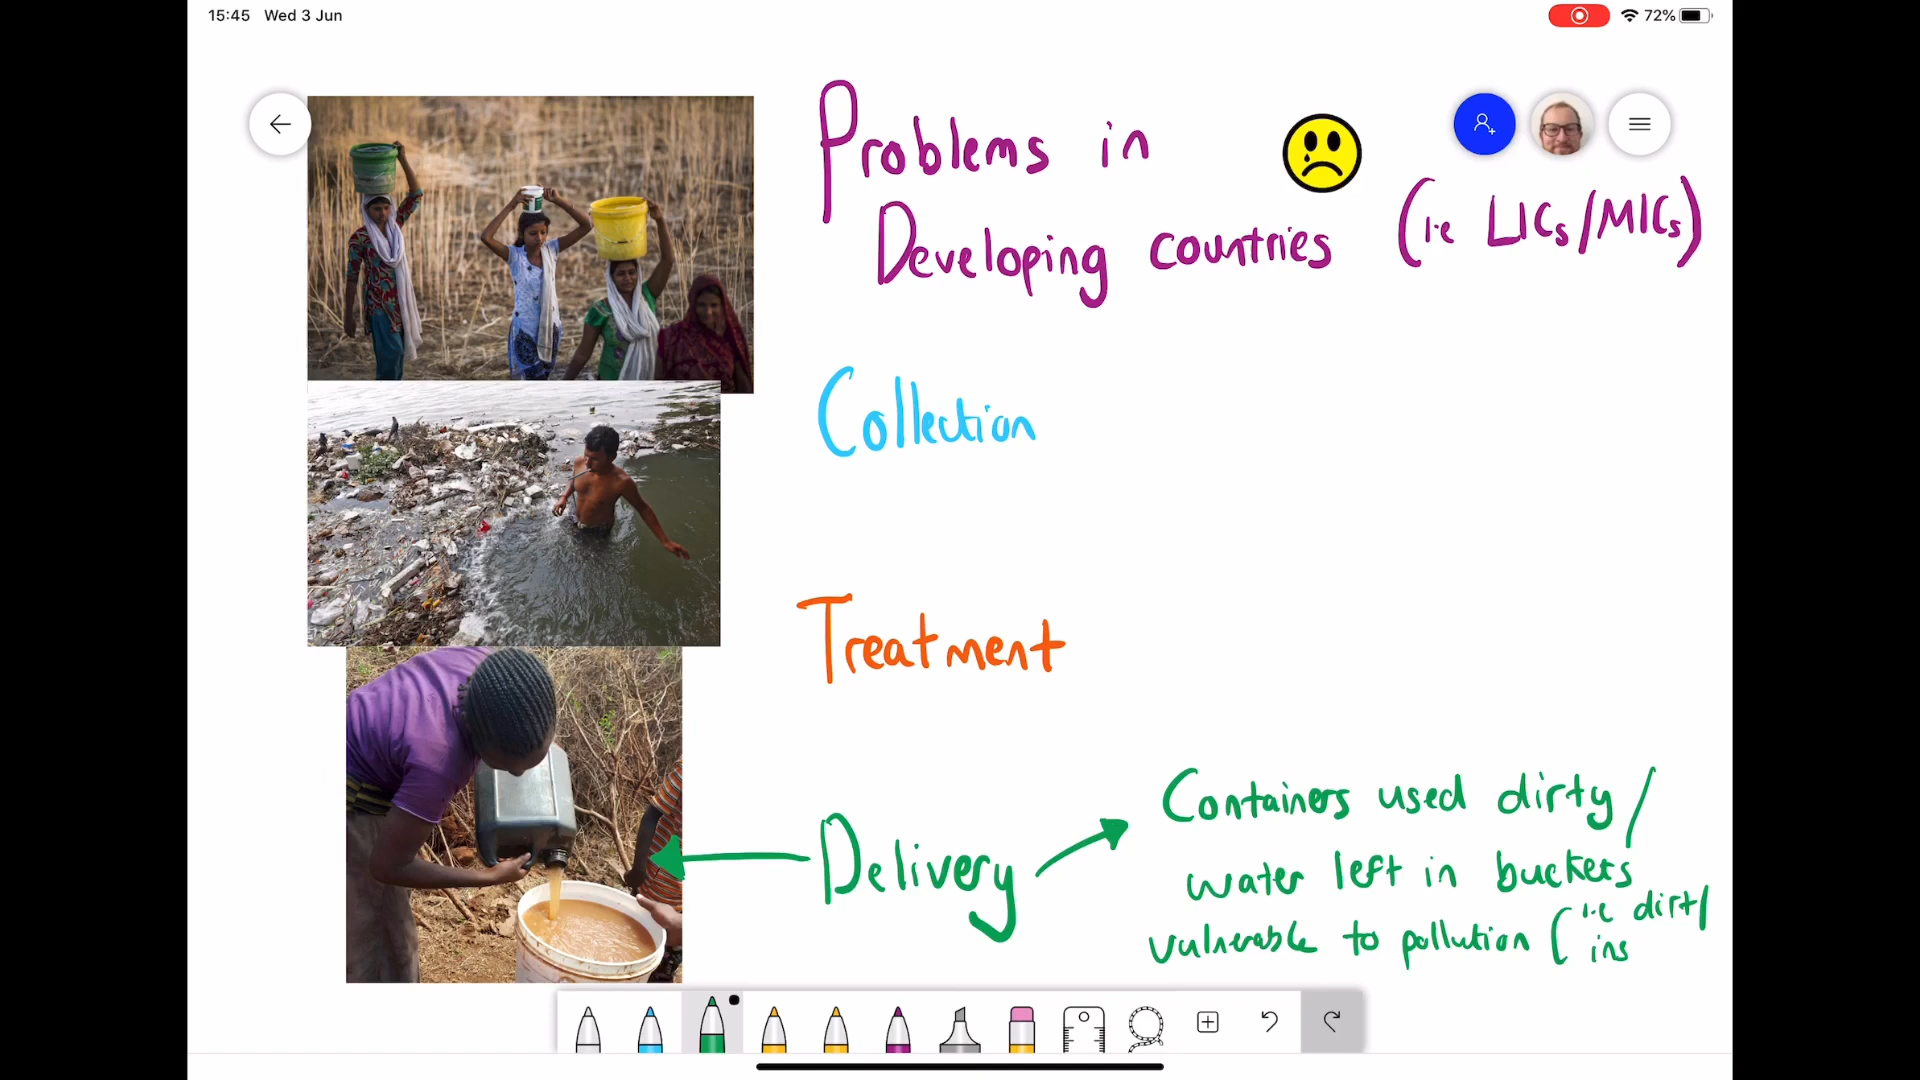 15:45 Wed 3 Jun
72%
Problems in
Developing countries (i.e LICs/MICs)
Collection
Treatment
Delivery
Containers used dirty/
water left in buckets
vulnerable to pollution (i.e dirt/
ins